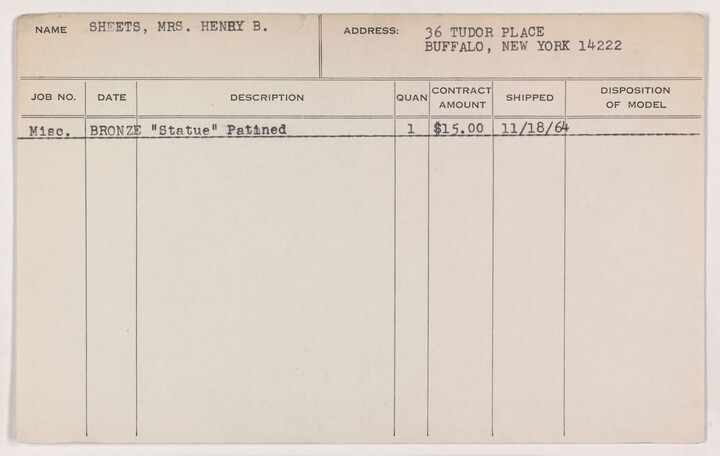 NAME SHEETS, MRS. HENRY B. ADDRESS: 36 TUDOR PLACE
BUFFALO, NEW YORK 14222
JOB NO. DATE DESCRIPTION QUAN CONTRACT AMOUNT SHIPPED DISPOSITION OF MODEL
Misc. BRONZE "Statue" Patined 1 $15.00 11/18/64